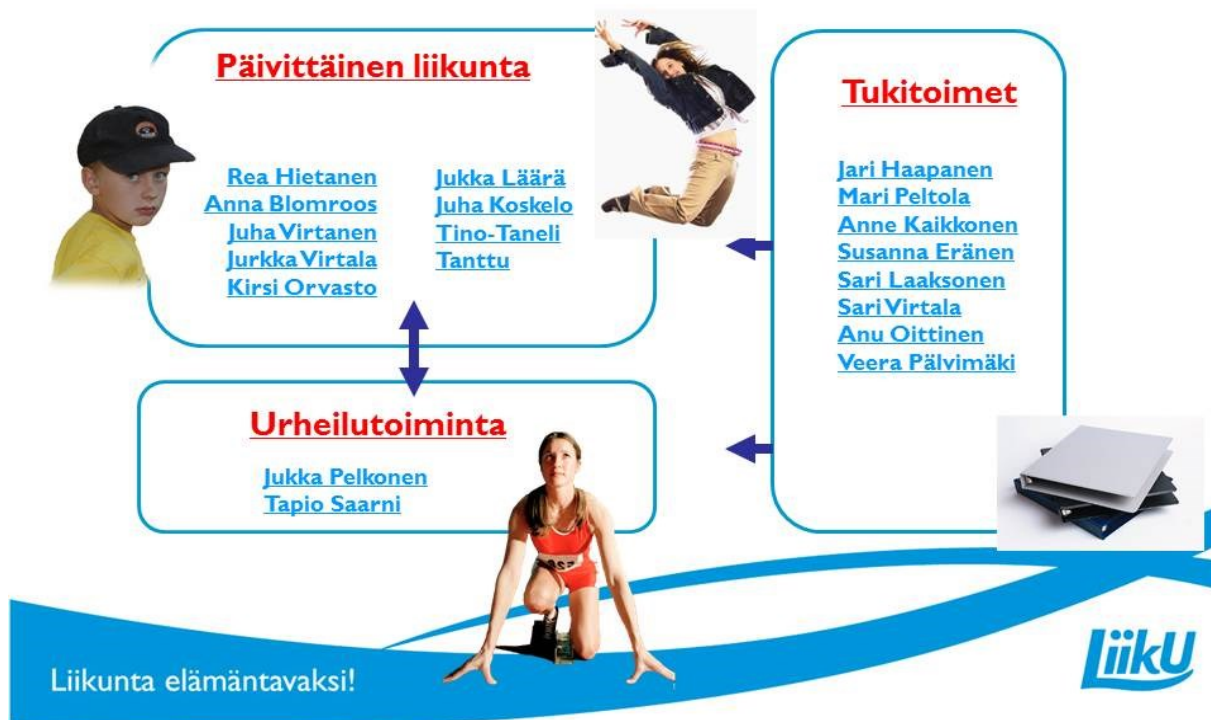 Päivittäinen liikunta
Rea Hietanen
Anna Blomroos
Juha Virtanen
Jurkka Virtala
Kirsi Orvasto
Jukka Läärä
Juha Koskelo
Tino-Taneli
Tanttu
Urheilutoiminta
Jukka Pelkonen
Tapio Saarni
Tukitoimet
Jari Haapanen
Mari Peltola
Anne Kaikkonen
Susanna Eränen
Sari Laaksonen
Sari Virtala
Anu Oittinen
Veera Pälvimäki
Liikunta elämäntavaksi!
LiikU